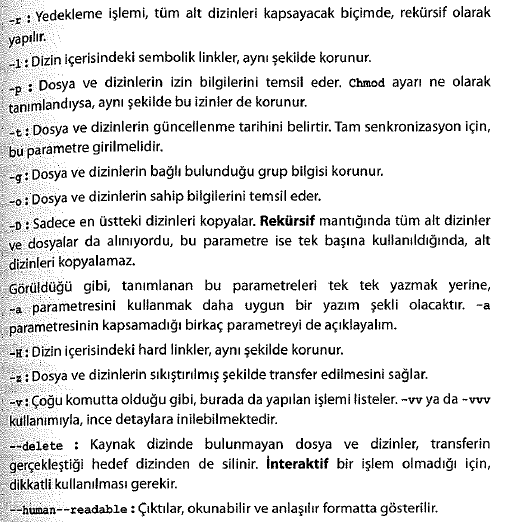 -r : Yedekleme işlemi, tüm alt dizinleri kapsayacak biçimde, rekürsif olarak
yapılır.
-l : Dizin içerisindeki sembolik linkler, aynı şekilde korunur.
-p : Dosya ve dizinlerin izin bilgilerini temsil eder. Chmod ayarı ne olarak
tanımlandıysa, aynı şekilde bu izinler de korunur.
-t : Dosya ve dizinlerin güncellenme tarihini belirtir. Tam senkronizasyon için,
bu parametre girilmelidir.
-g : Dosya ve dizinlerin bağlı bulunduğu grup bilgisi korunur.
-o : Dosya ve dizinlerin sahip bilgilerini temsil eder.
-D : Sadece en üstteki dizinleri kopyalar. Rekürsif mantığında tüm alt dizinler
ve dosyalar da alınıyordu, bu parametre ise tek başına kullanıldığında, alt
dizinleri kopyalamaz.
Görüldüğü gibi, tanımlanan bu parametreleri tek tek yazmak yerine,
-a parametresini kullanmak daha uygun bir yazım şekli olacaktır. -a
parametresinin kapsamadığı birkaç parametreyi de açıklayalım.
-H : Dizin içerisindeki hard linkler, aynı şekilde korunur.
-z : Dosya ve dizinlerin sıkıştırılmış şekilde transfer edilmesini sağlar.
-v : Çoğu komutta olduğu gibi, burada da yapılan işlemi listeler. -vv ya da -vvv
kullanımıyla, ince detaylara inilebilmektedir.
--delete : Kaynak dizinde bulunmayan dosya ve dizinler, transferin
gerçekleştiği hedef dizinden de silinir. İnteraktif bir işlem olmadığı için,
dikkatli kullanılması gerekir.
--human--readable : Çıktılar, okunabilir ve anlaşılır formatta gösterilir.